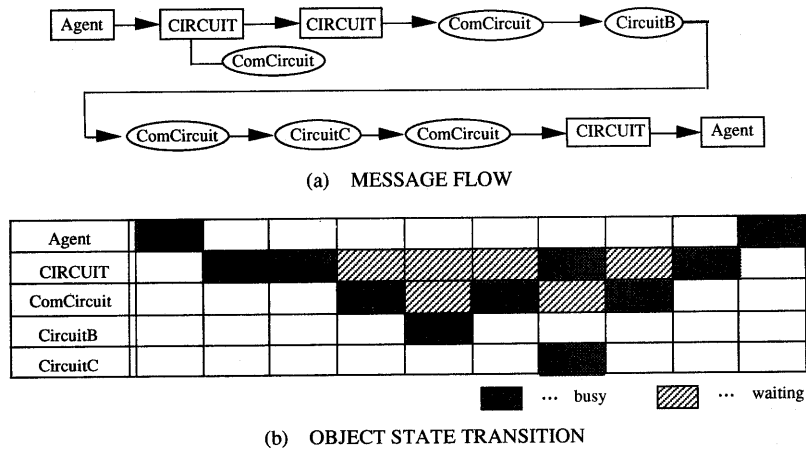 Agent CIRCUIT CIRCUIT ComCircuit CircuitB
ComCircuit
ComCircuit CircuitC ComCircuit CIRCUIT Agent
(a) MESSAGE FLOW
Agent
CIRCUIT
ComCircuit
CircuitB
CircuitC
... busy ... waiting
(b) OBJECT STATE TRANSITION